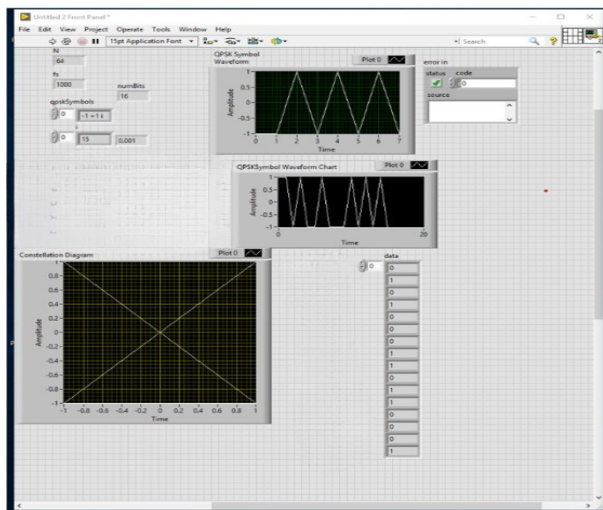 Untitled 2 Front Panel *
File Edit View Project Operate Tools Window Help
15pt Application Font
Search
N
64
fs
1000
numBits
16
qpskSymbols
0
-1 +1 i
0
15
0.001
QPSK Symbol
Waveform
Plot 0
Amplitude
1
0.5
0
-0.5
-1
0 1 2 3 4 5 6 7
Time
error in
status code
0
source
QPSKSymbol Waveform Chart
Plot 0
Amplitude
1
0.5
0
-0.5
-1
0 20
Time
Constellation Diagram
Plot 0
Amplitude
1
0.8
0.6
0.4
0.2
0
-0.2
-0.4
-0.6
-0.8
-1
-1 -0.8 -0.6 -0.4 -0.2 0 0.2 0.4 0.6 0.8 1
Time
data
0
0
1
0
1
0
0
0
1
1
0
1
1
0
0
0
1